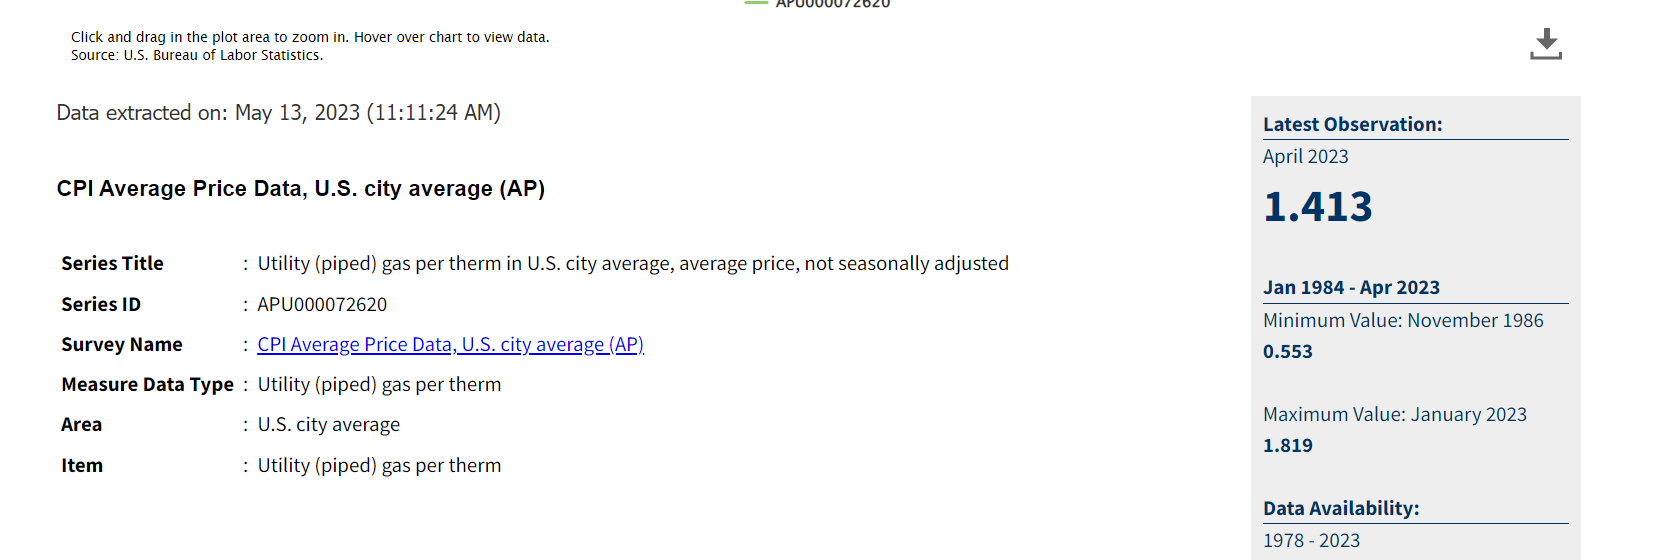 APU000072620
Click and drag in the plot area to zoom in. Hover over chart to view data.
Source: U.S. Bureau of Labor Statistics.
Data extracted on: May 13, 2023 (11:11:24 AM)
CPI Average Price Data, U.S. city average (AP)
Series Title : Utility (piped) gas per therm in U.S. city average, average price, not seasonally adjusted
Series ID : APU000072620
Survey Name : CPI Average Price Data, U.S. city average (AP)
Measure Data Type : Utility (piped) gas per therm
Area : U.S. city average
Item : Utility (piped) gas per therm
Latest Observation:
April 2023
1.413
Jan 1984 - Apr 2023
Minimum Value: November 1986
0.553
Maximum Value: January 2023
1.819
Data Availability:
1978 - 2023